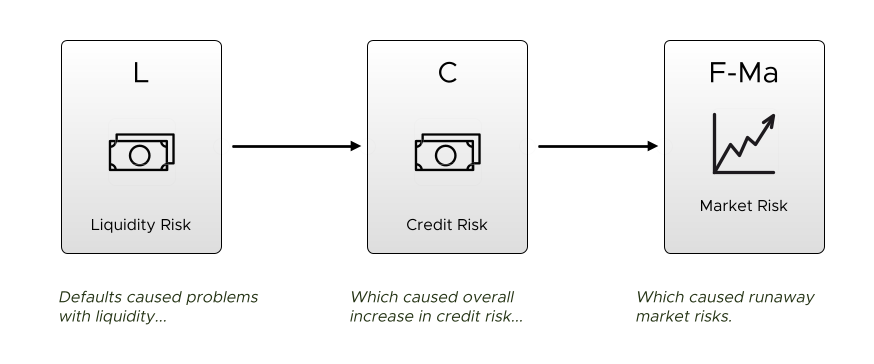 L
C
F-Ma
Liquidity Risk
Credit Risk
Market Risk
Defaults caused problems
with liquidity...
Which caused overall
increase in credit risk...
Which caused runaway
market risks.